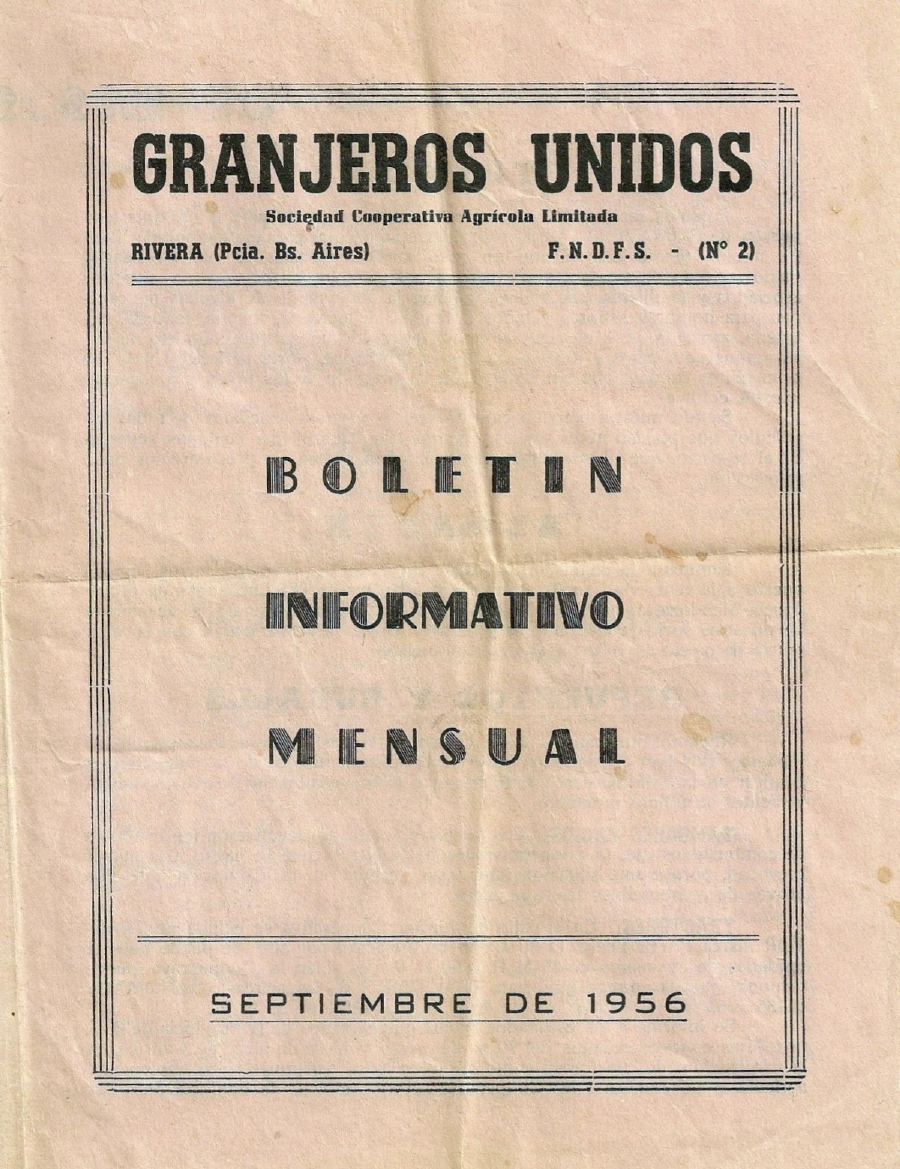 GRANJEROS UNIDOS
Sociedad Cooperativa Agrícola Limitada
RIVERA (Pcia. Bs. Aires) F.N.D.F.S. - (N° 2)
BOLETIN
INFORMATIVO
MENSUAL
SEPTIEMBRE DE 1956